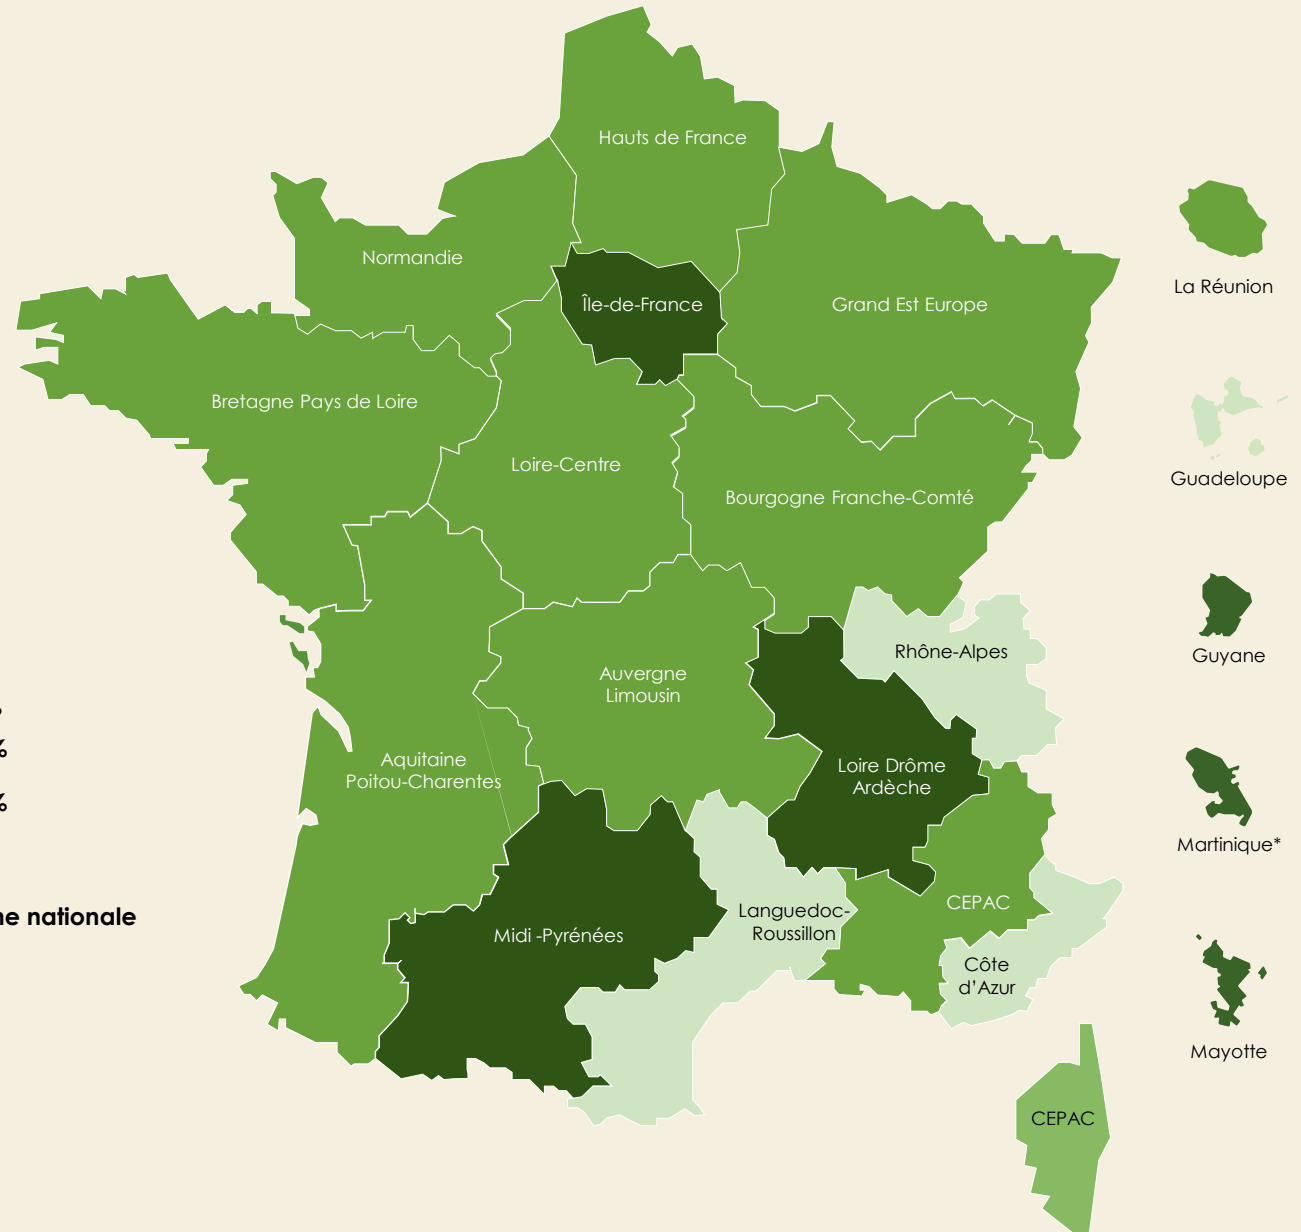 Hauts de France
Normandie
Île-de-France
Grand Est Europe
La Réunion
Bretagne Pays de Loire
Loire-Centre
Bourgogne Franche-Comté
Guadeloupe
Rhône-Alpes
Guyane
Auvergne
Limousin
%
%
Aquitaine
Poitou-Charentes
Loire Drôme
Ardèche
Martinique*
nationale
Midi -Pyrénées
Languedoc-
Roussillon
CEPAC
Côte
d'Azur
Mayotte
CEPAC